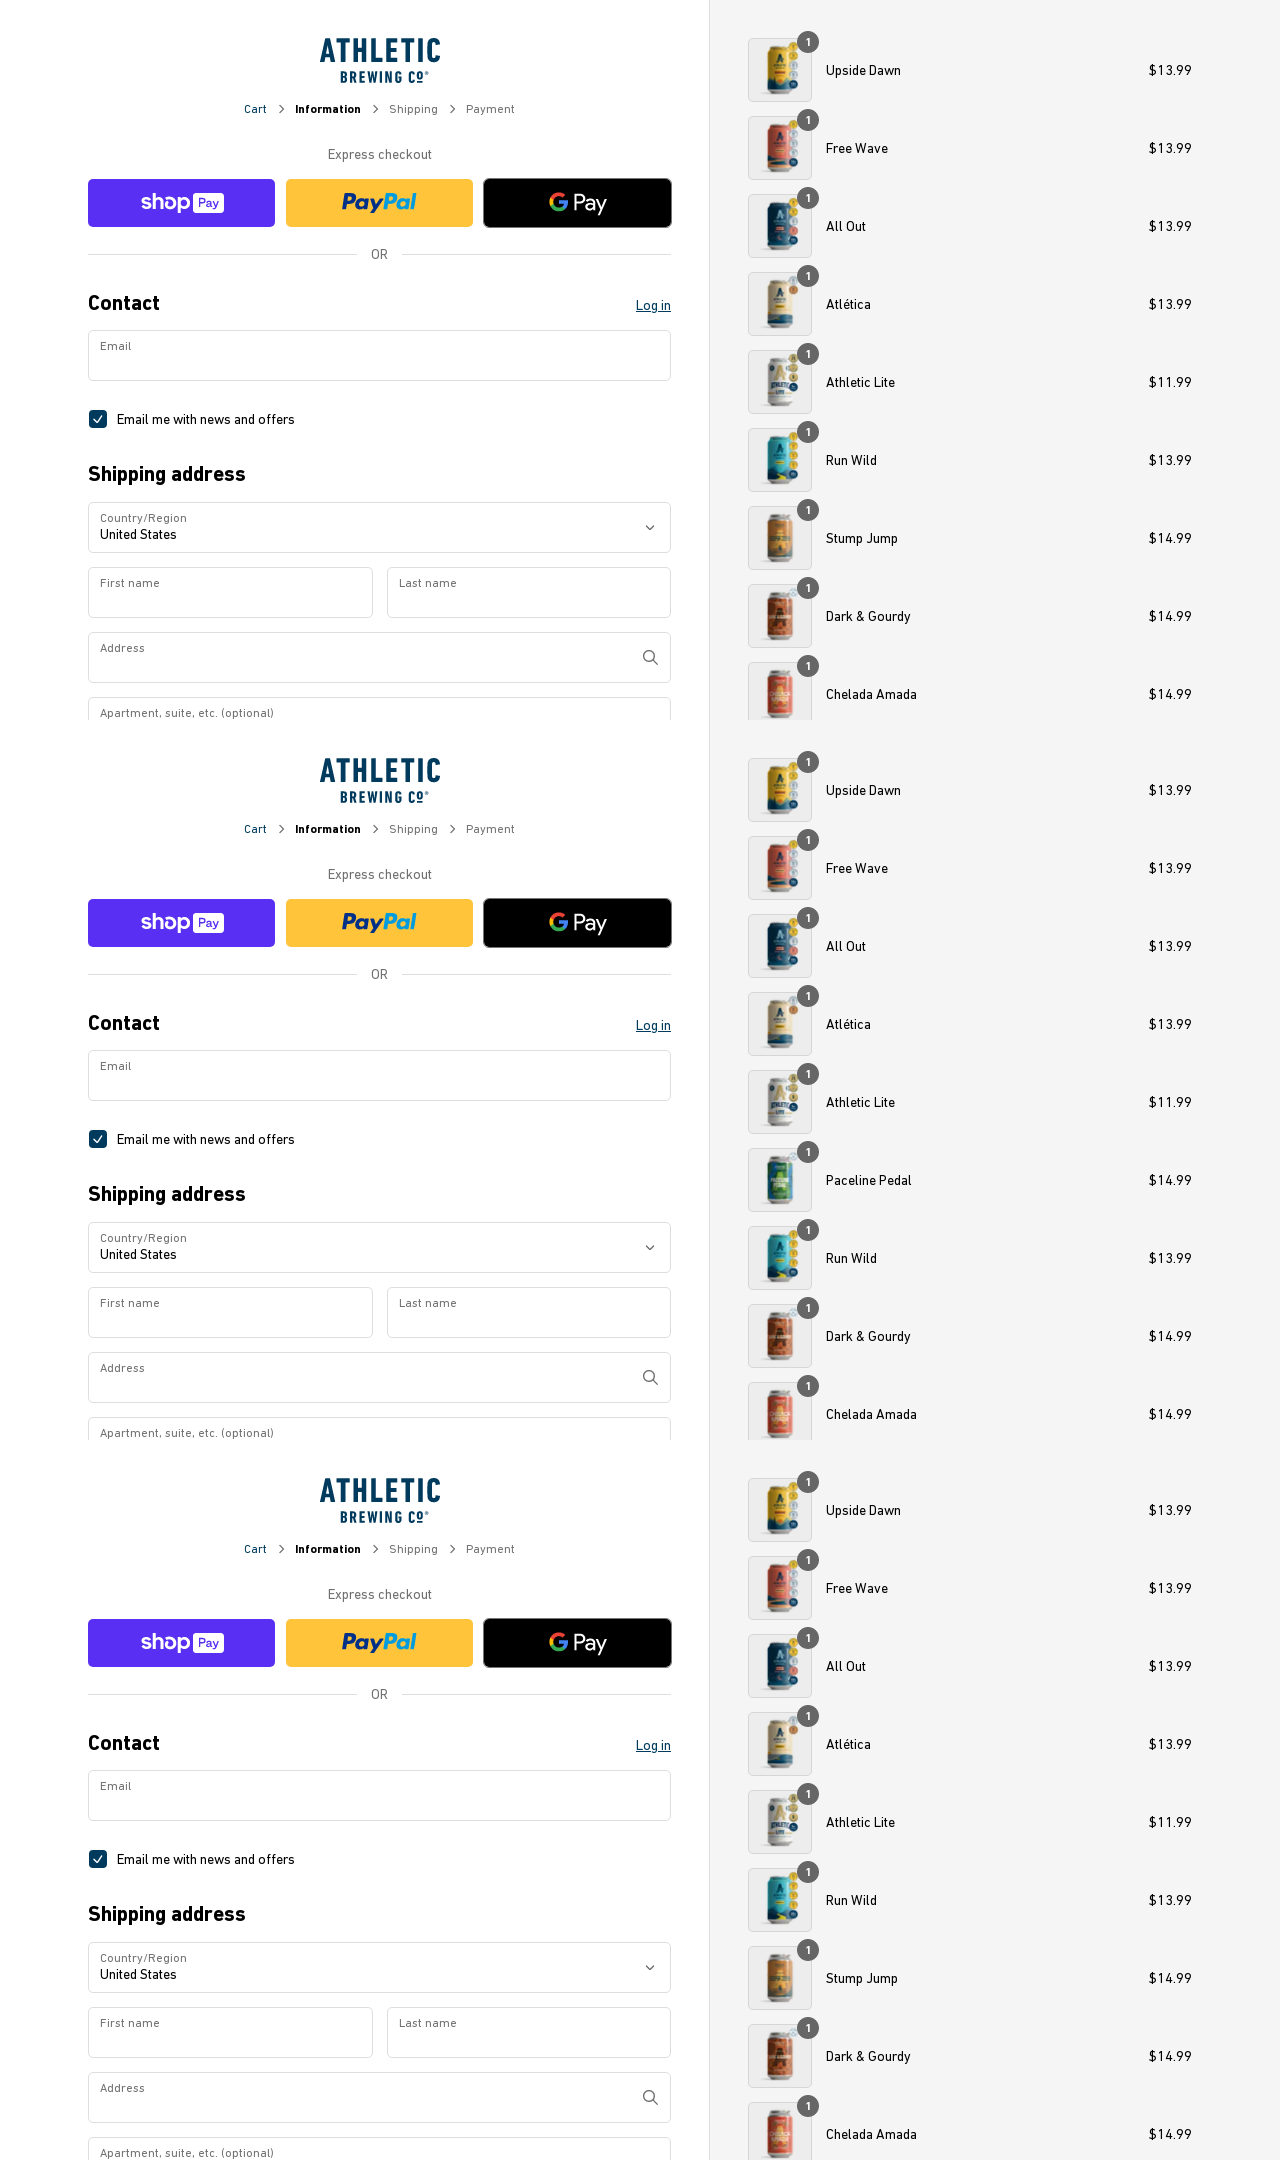 ATHLETIC
BREWING CO®
Cart > Information > Shipping > Payment
Express checkout
shop Pay
PayPal
G Pay
OR
Contact
Log in
Email
Email me with news and offers
Shipping address
Country/Region
United States
First name
Last name
Address
Apartment, suite, etc. (optional)
1
Upside Dawn $13.99
1
Free Wave $13.99
1
All Out $13.99
1
Atlética $13.99
1
Athletic Lite $11.99
1
Run Wild $13.99
1
Stump Jump $14.99
1
Dark & Gourdy $14.99
1
Chelada Amada $14.99
ATHLETIC
BREWING CO®
Cart > Information > Shipping > Payment
Express checkout
shop Pay
PayPal
G Pay
OR
Contact
Log in
Email
Email me with news and offers
Shipping address
Country/Region
United States
First name
Last name
Address
Apartment, suite, etc. (optional)
1
Upside Dawn $13.99
1
Free Wave $13.99
1
All Out $13.99
1
Atlética $13.99
1
Athletic Lite $11.99
1
Paceline Pedal $14.99
1
Run Wild $13.99
1
Dark & Gourdy $14.99
1
Chelada Amada $14.99
ATHLETIC
BREWING CO®
Cart > Information > Shipping > Payment
Express checkout
shop Pay
PayPal
G Pay
OR
Contact
Log in
Email
Email me with news and offers
Shipping address
Country/Region
United States
First name
Last name
Address
Apartment, suite, etc. (optional)
1
Upside Dawn $13.99
1
Free Wave $13.99
1
All Out $13.99
1
Atlética $13.99
1
Athletic Lite $11.99
1
Run Wild $13.99
1
Stump Jump $14.99
1
Dark & Gourdy $14.99
1
Chelada Amada $14.99